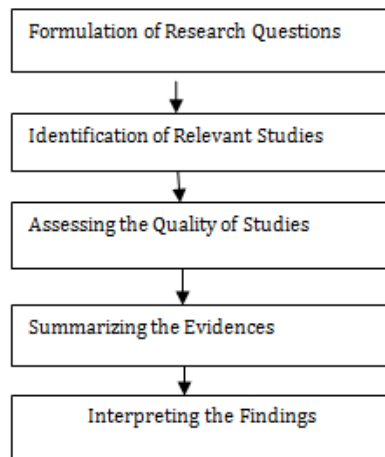 Formulation of Research Questions
Identification of Relevant Studies
Assessing the Quality of Studies
Summarizing the Evidences
Interpreting the Findings